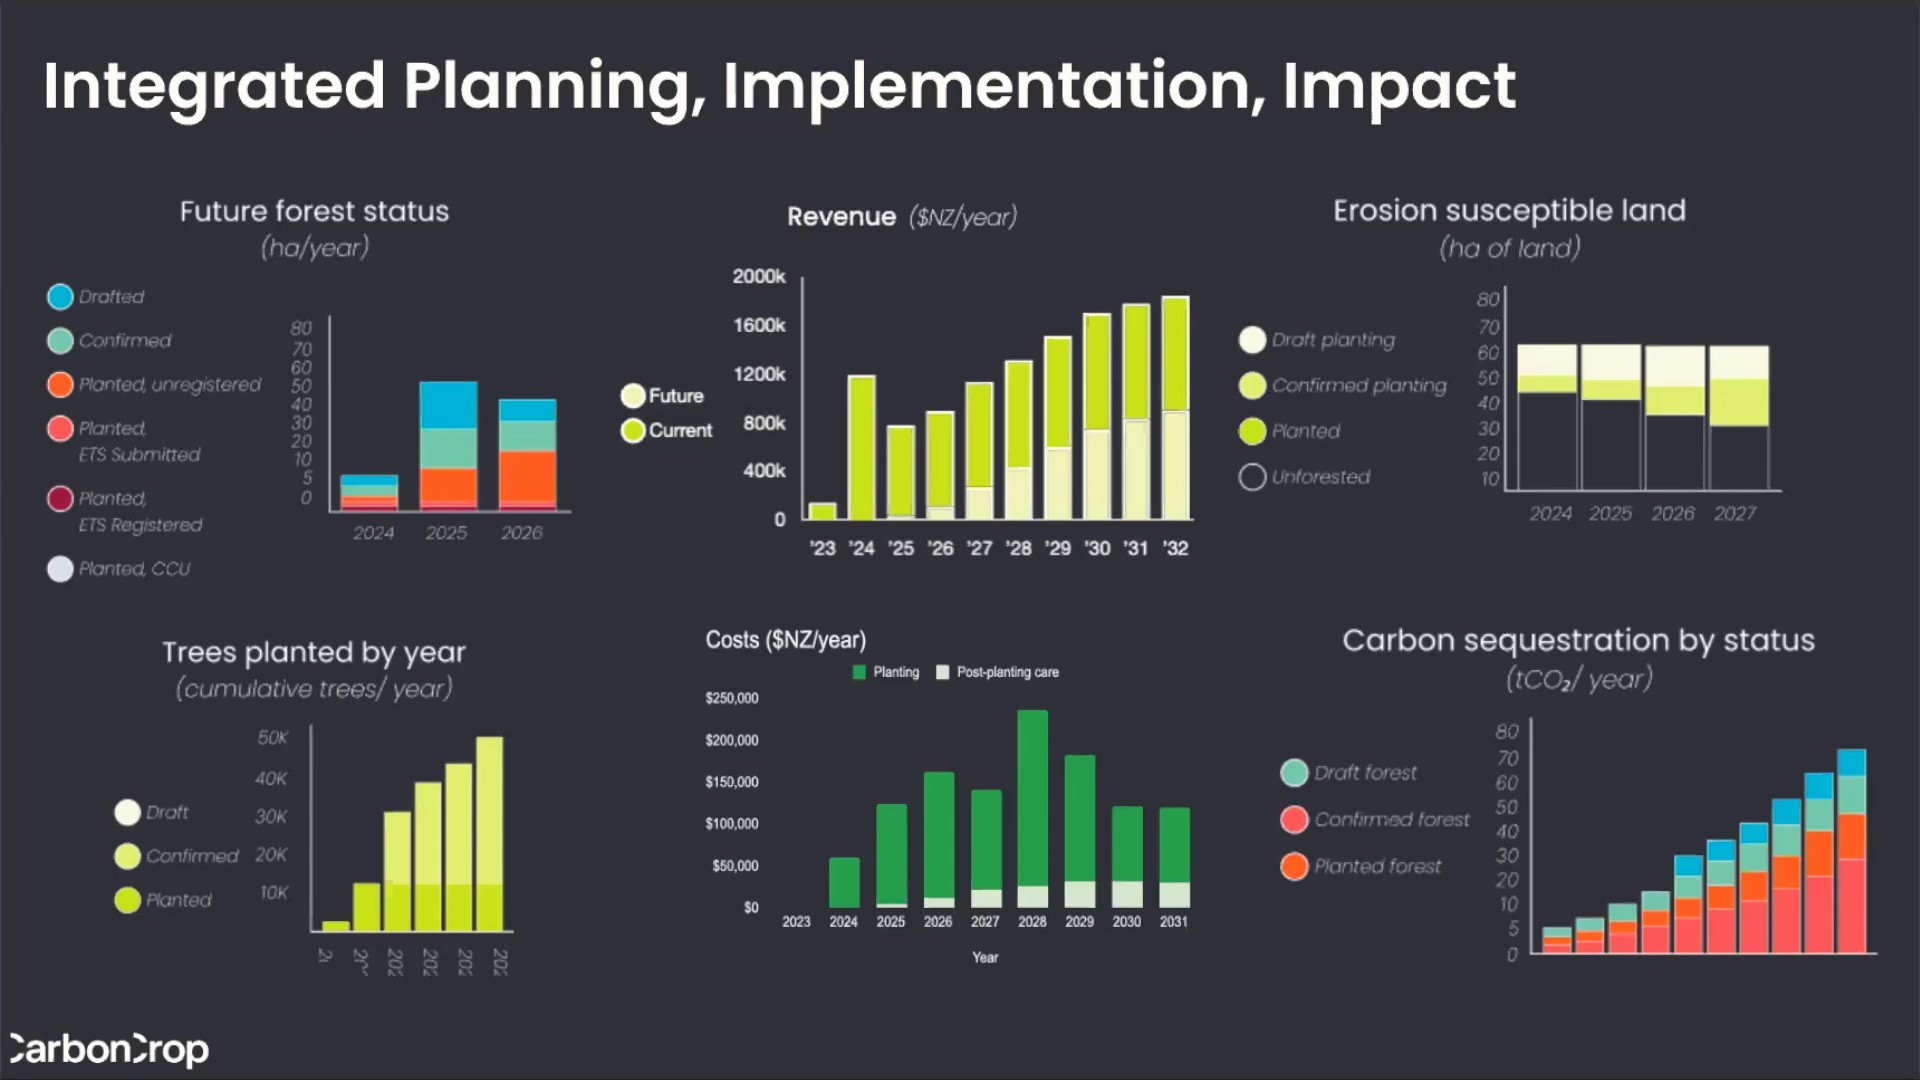 Integrated Planning, Implementation, Impact
Future forest status
(ha/year)
Drafted
Confirmed
Planted, unregistered
Planted,
ETS Submitted
Planted,
ETS Registered
Planted, CCU
80
70
60
50
40
30
20
10
5
0
2024 2025 2026
Revenue ($NZ/year)
Future
Current
2000k
1600k
1200k
800k
400k
0
'23 '24 '25 '26 '27 '28 '29 '30 '31 '32
Erosion susceptible land
(ha of land)
Draft planting
Confirmed planting
Planted
Unforested
80
70
60
50
40
30
20
10
2024 2025 2026 2027
Trees planted by year
(cumulative trees/ year)
Draft
Confirmed
Planted
50K
40K
30K
20K
10K
Costs ($NZ/year)
Planting Post-planting care
$250,000
$200,000
$150,000
$100,000
$50,000
$0
2023 2024 2025 2026 2027 2028 2029 2030 2031
Year
Carbon sequestration by status
(tCO₂/ year)
Draft forest
Confirmed forest
Planted forest
80
70
60
50
40
30
20
10
5
0
CarbonCrop